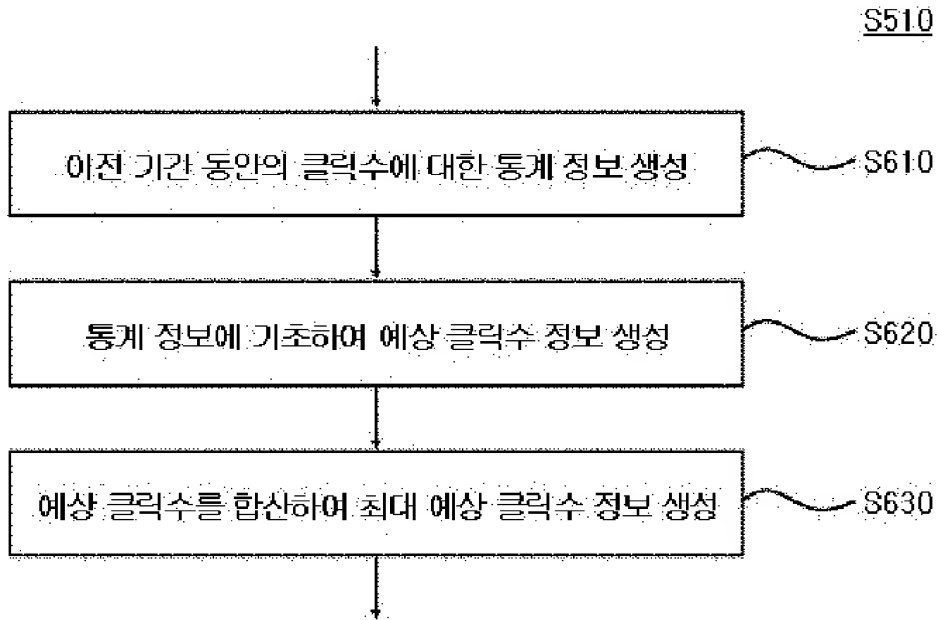 S510
이전 기간 동안의 클릭수에 대한 통계 정보 생성
S610
통계 정보에 기초하여 예상 클릭수 정보 생성
S620
예상 클릭수를 합산하여 최대 예상 클릭수 정보 생성
S630